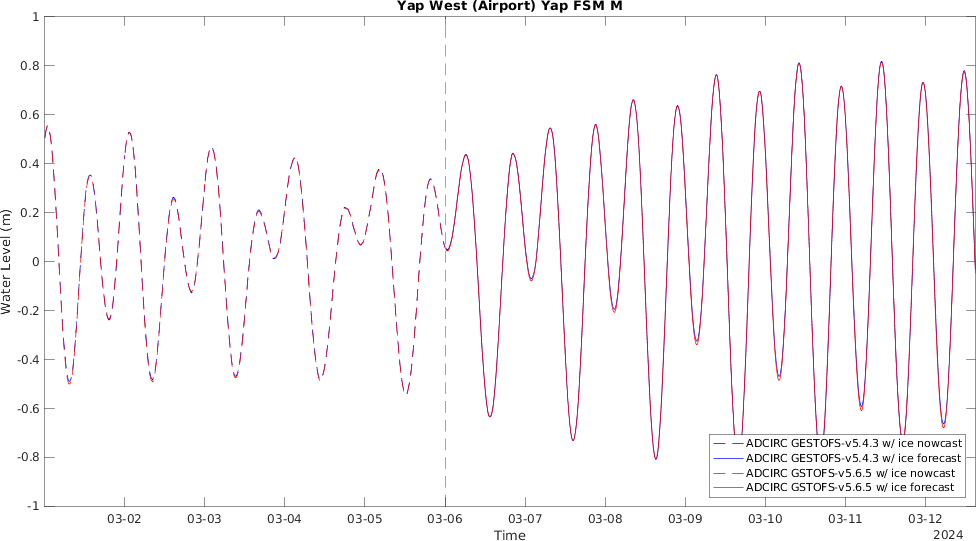 Yap West (Airport) Yap FSM M
1
0.8
0.6
0.4
0.2
0
-0.2
-0.4
-0.6
-0.8
-1
Water Level (m)
ADCIRC GESTOFS-v5.4.3 w/ ice nowcast
ADCIRC GESTOFS-v5.4.3 w/ ice forecast
ADCIRC GSTOFS-v5.6.5 w/ ice nowcast
ADCIRC GSTOFS-v5.6.5 w/ ice forecast
03-02 03-03 03-04 03-05 03-06 03-07 03-08 03-09 03-10 03-11 03-12
Time
2024